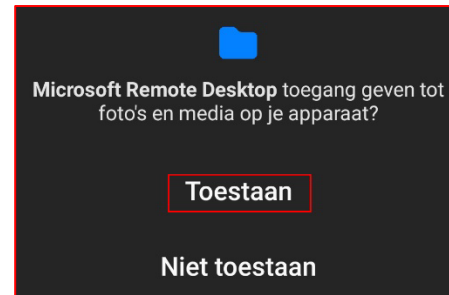 Microsoft Remote Desktop toegang geven tot
foto's en media op je apparaat?
Toestaan
Niet toestaan